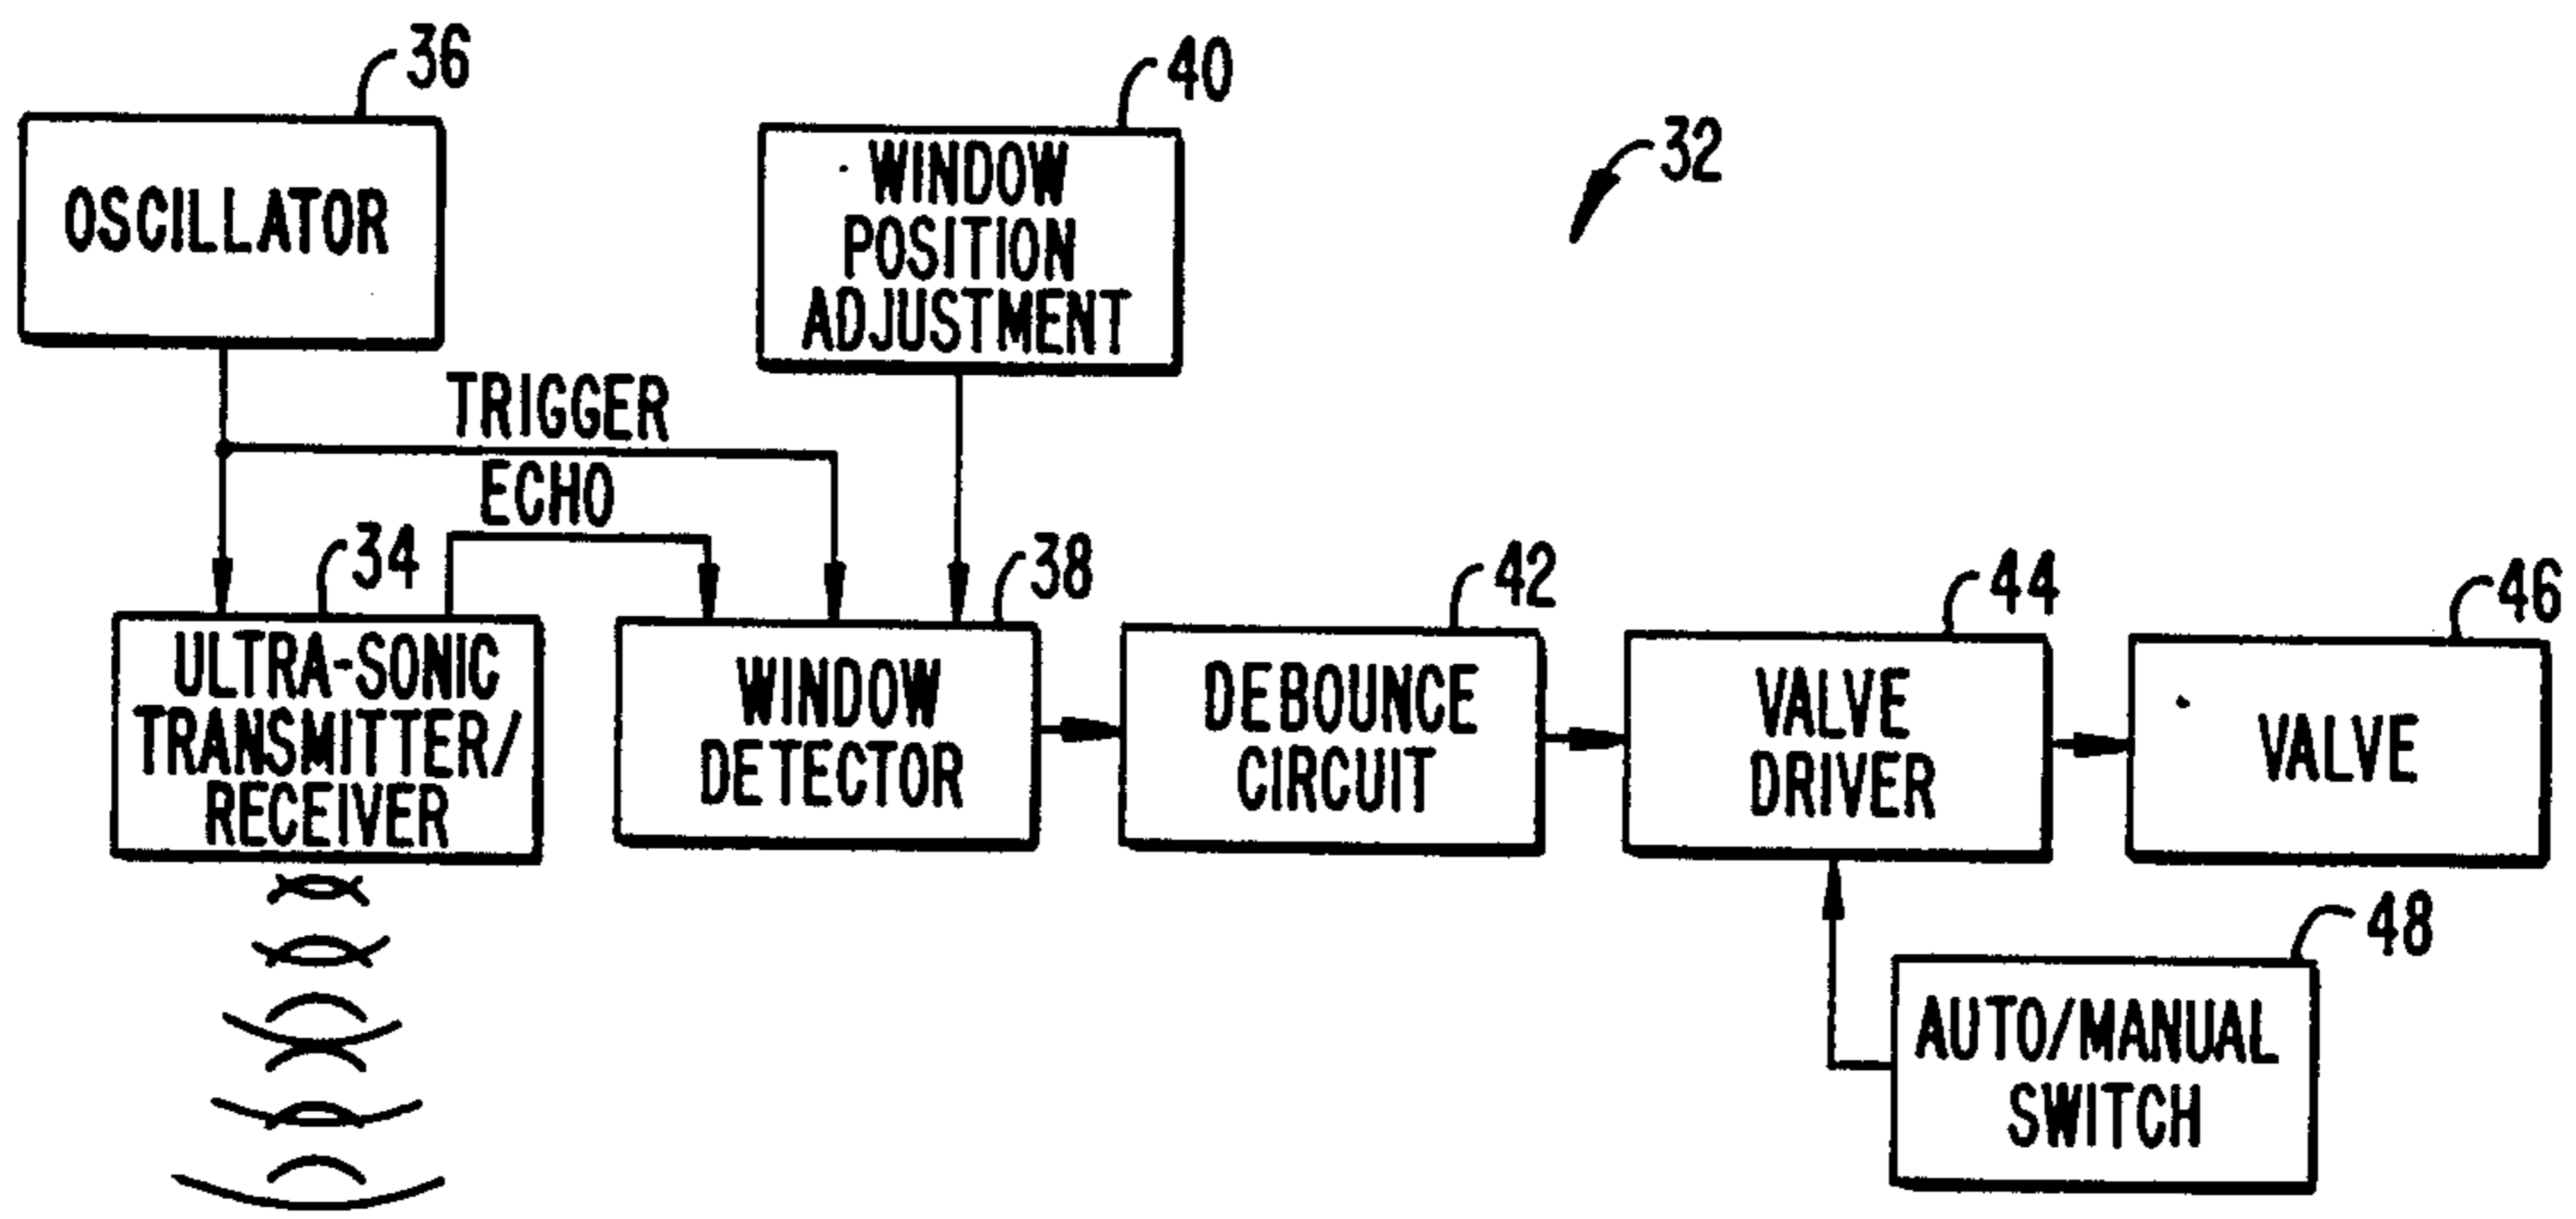 36
OSCILLATOR
40
WINDOW
POSITION
ADJUSTMENT
32
TRIGGER
ECHO
34
ULTRA-SONIC
TRANSMITTER/
RECEIVER
38
WINDOW
DETECTOR
42
DEBOUNCE
CIRCUIT
44
VALVE
DRIVER
46
VALVE
48
AUTO/MANUAL
SWITCH